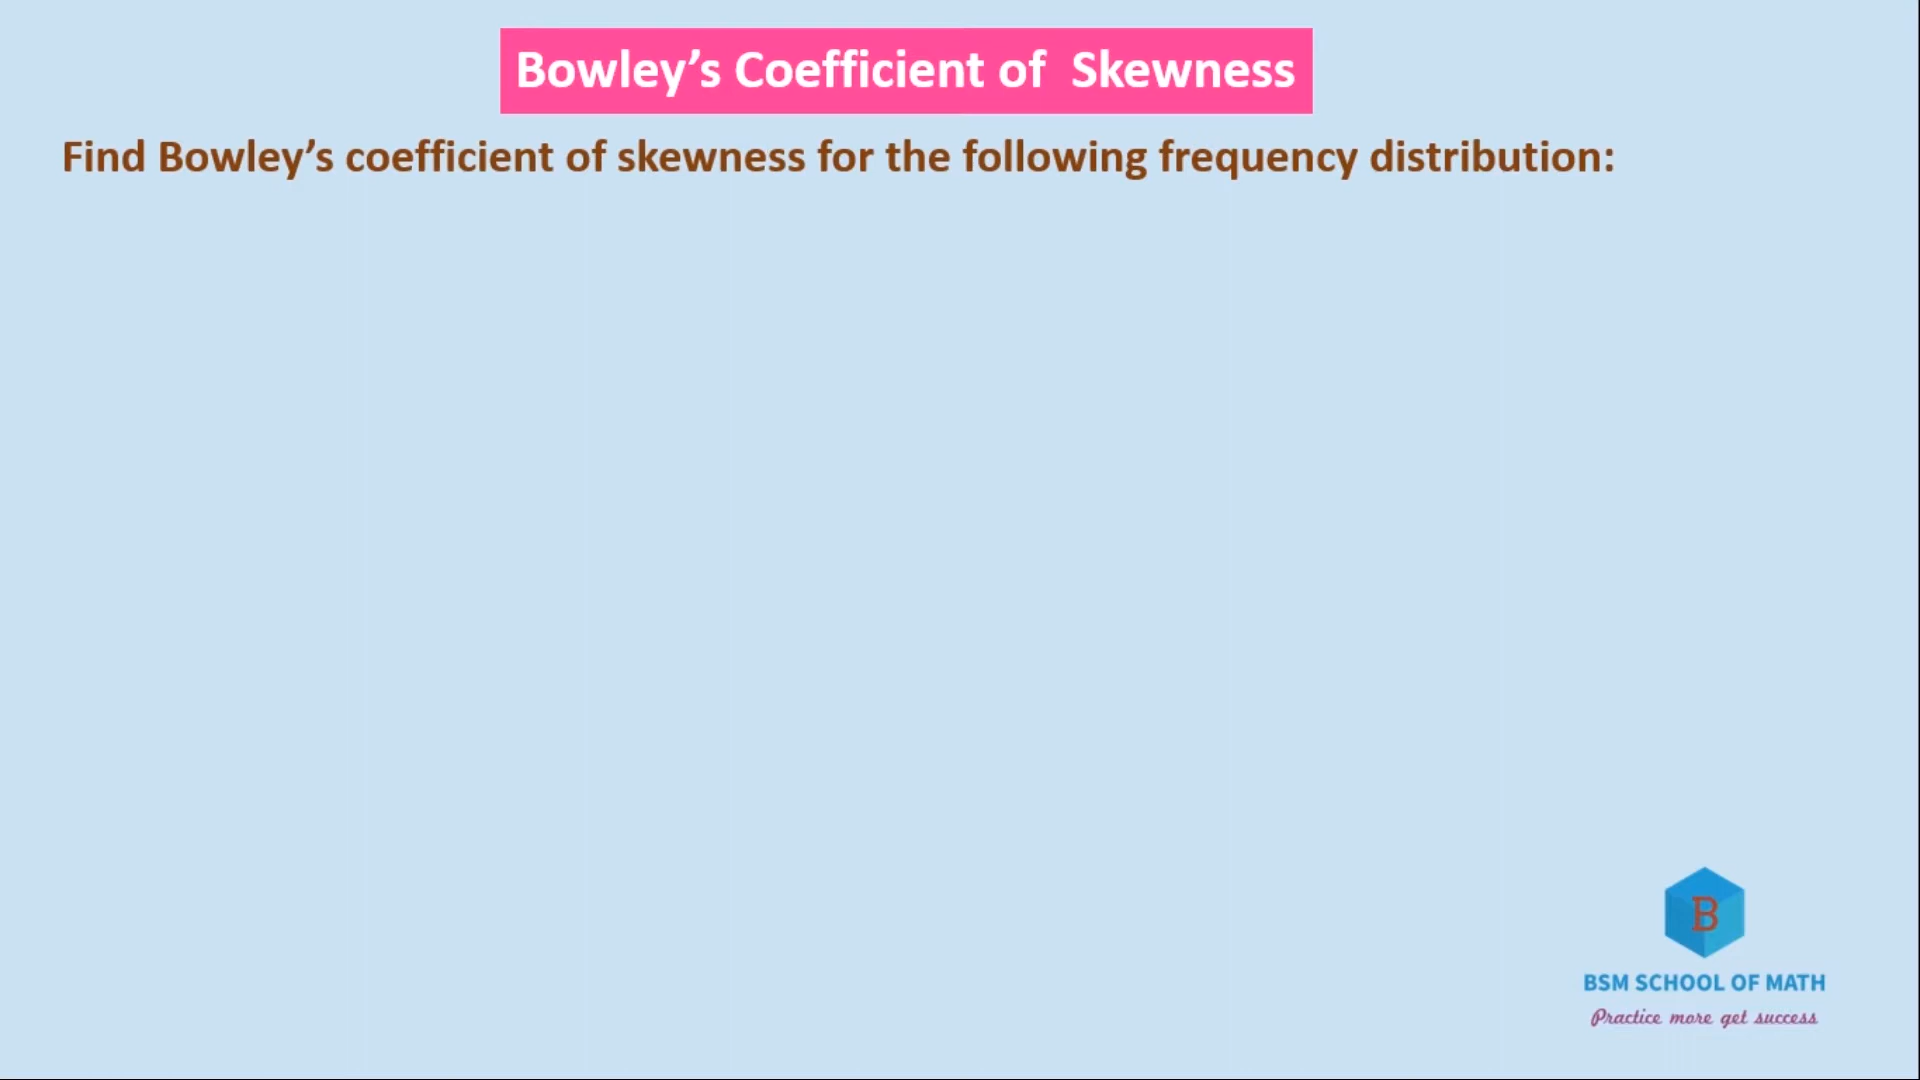 Bowley’s Coefficient of Skewness
Find Bowley’s coefficient of skewness for the following frequency distribution:
B
BSM SCHOOL OF MATH
Practice more get success